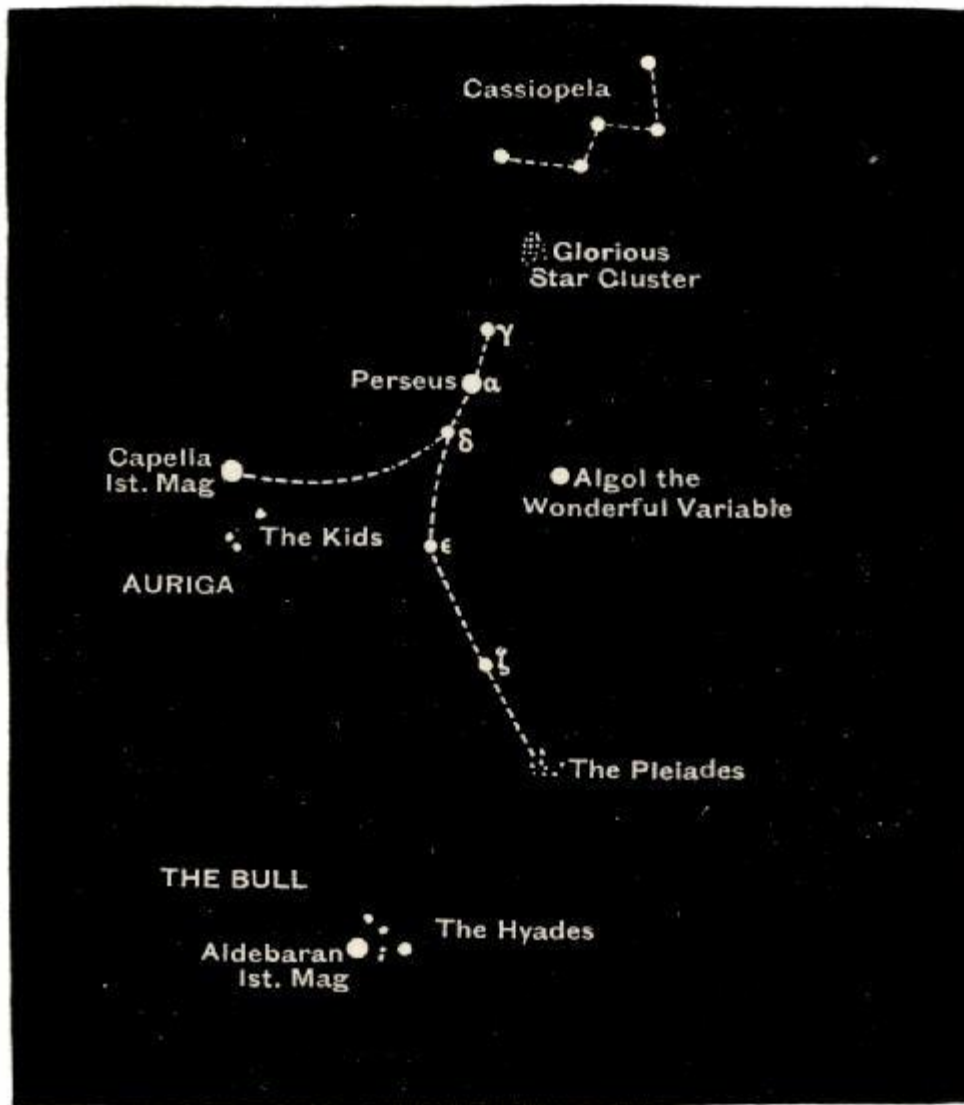 Cassiopela
Glorious
Star Cluster
γ
Perseus α
δ
Capella
Ist. Mag
Algol the
Wonderful Variable
The Kids
ε
AURIGA
ζ
The Pleiades
THE BULL
The Hyades
Aldebaran
Ist. Mag